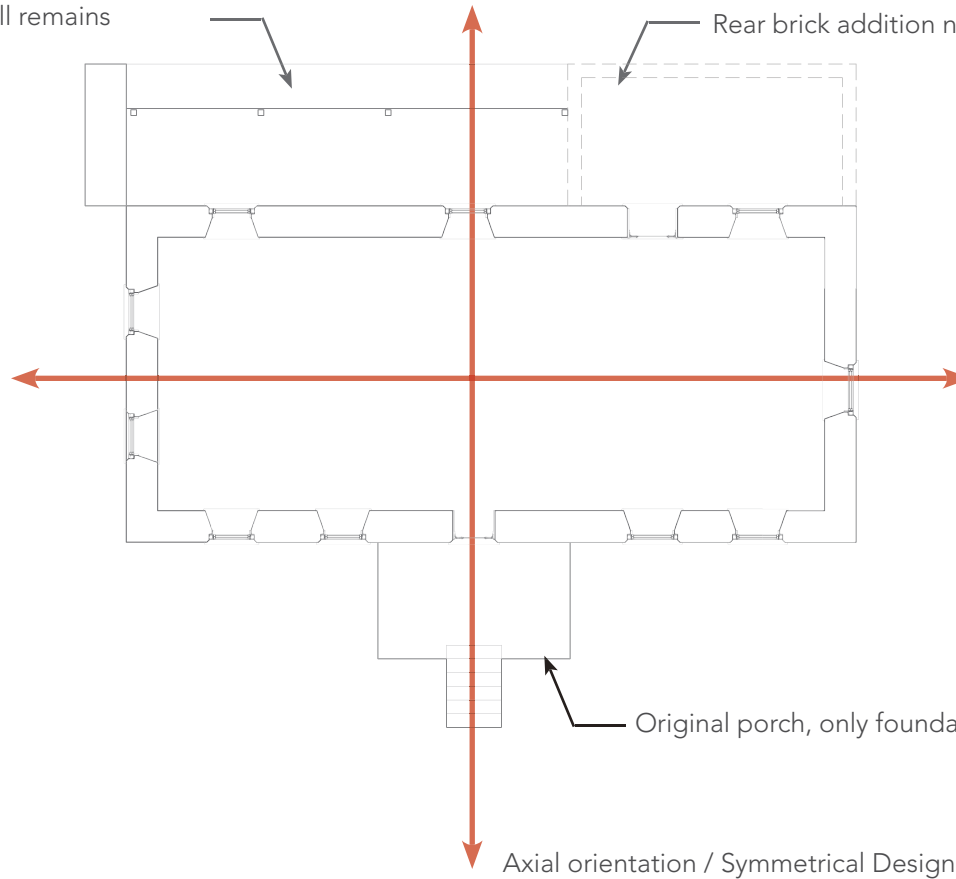 ll remains
Rear brick addition n
Original porch, only founda
Axial orientation / Symmetrical Design